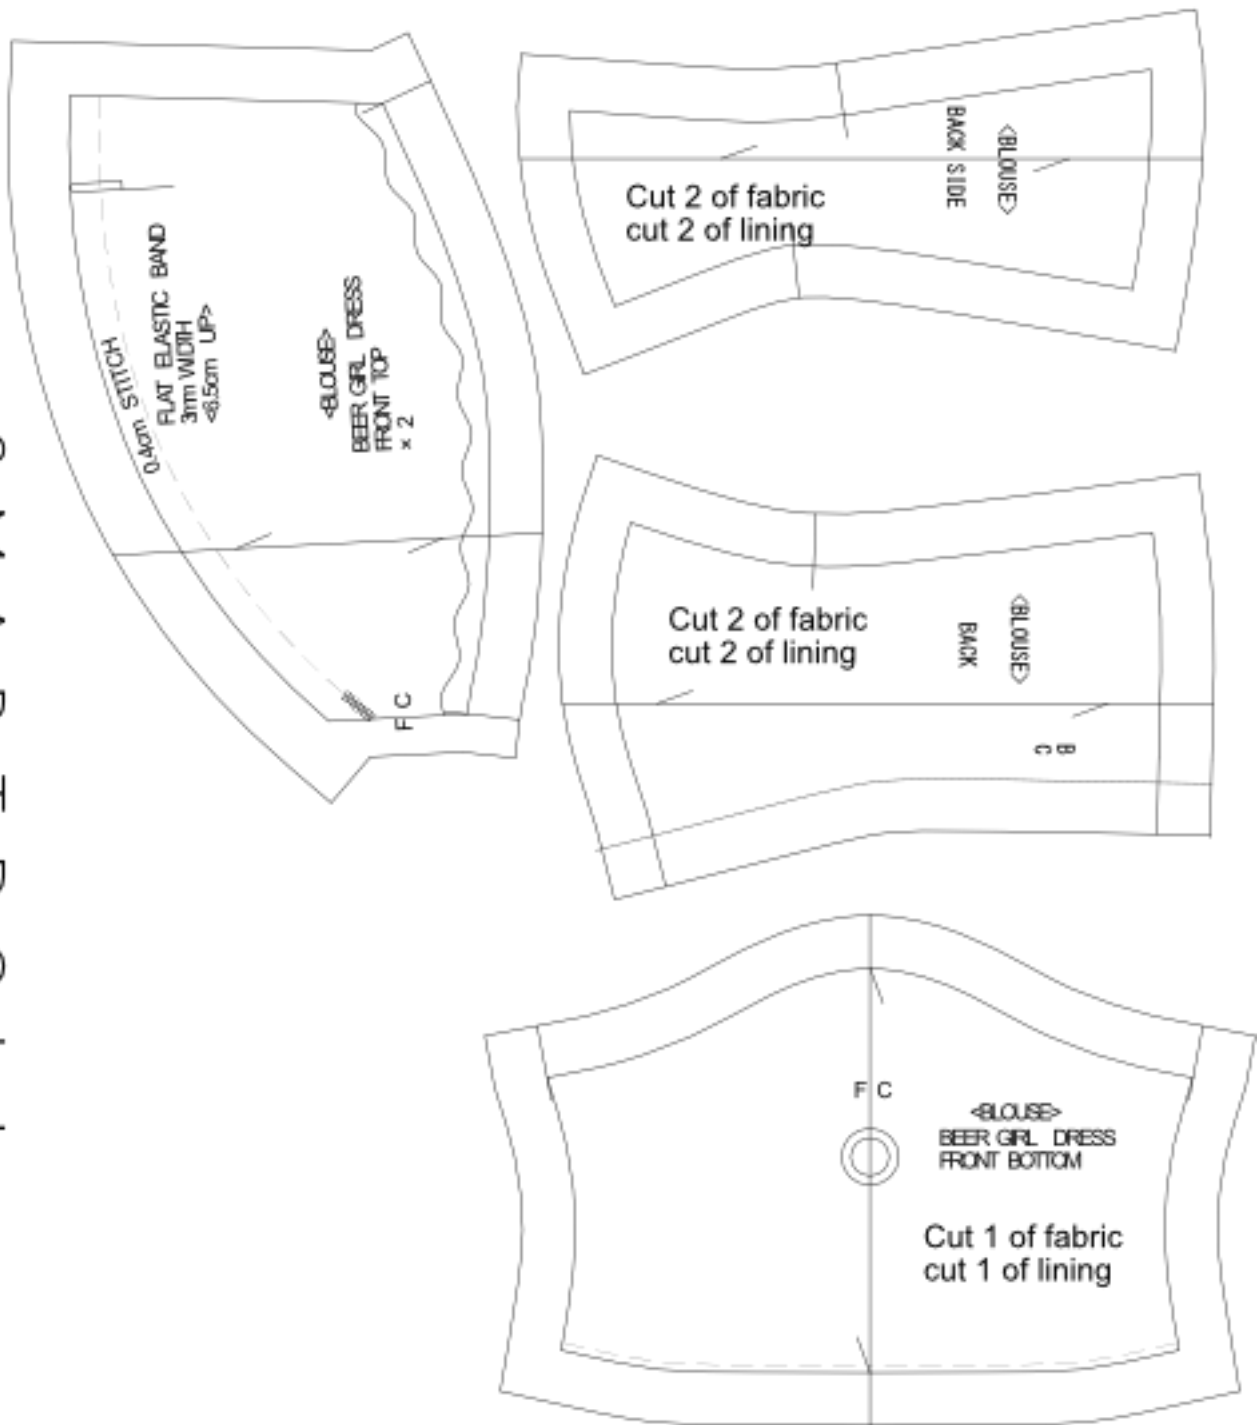 0.4cm STITCH
FLAT ELASTIC BAND
3mm WIDTH
<6.5cm UP>
<BLOUSE>
BEER GIRL DRESS
FRONT TOP
× 2
F C
Cut 2 of fabric
cut 2 of lining
<BLOUSE>
BACK SIDE
Cut 2 of fabric
cut 2 of lining
<BLOUSE>
BACK
B
C
F C
<BLOUSE>
BEER GIRL DRESS
FRONT BOTTOM
Cut 1 of fabric
cut 1 of lining